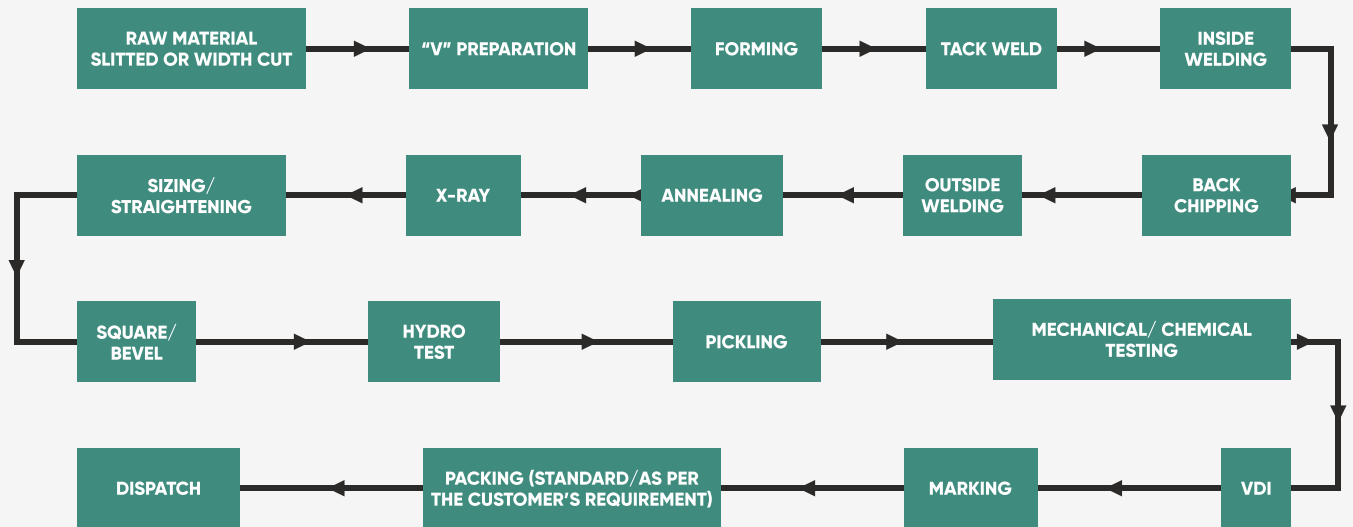 RAW MATERIAL
SLITTED OR WIDTH CUT
“V” PREPARATION
FORMING
TACK WELD
INSIDE
WELDING
BACK
CHIPPING
OUTSIDE
WELDING
ANNEALING
X-RAY
SIZING/
STRAIGHTENING
SQUARE/
BEVEL
HYDRO
TEST
PICKLING
MECHANICAL/ CHEMICAL
TESTING
VDI
MARKING
PACKING (STANDARD/AS PER
THE CUSTOMER’S REQUIREMENT)
DISPATCH